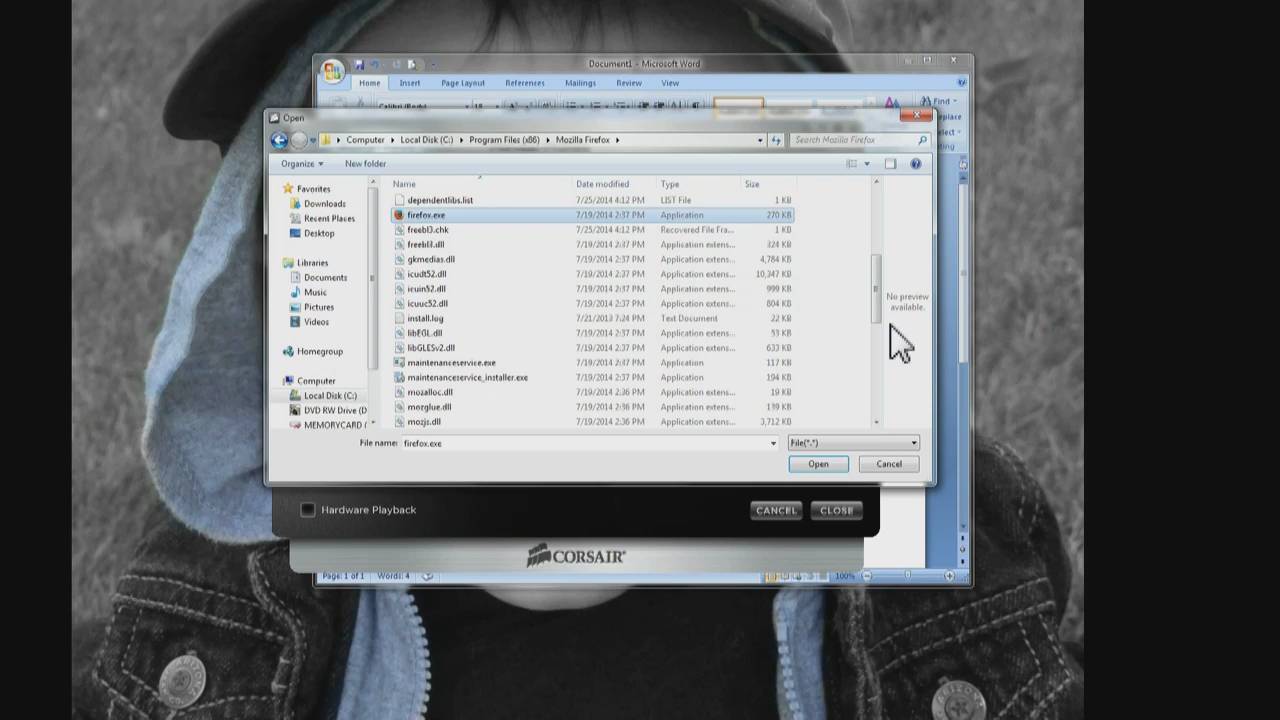 Document1 - Microsoft Word
Home Insert Page Layout References Mailings Review View
Find
Open
Computer Local Disk (C:) Program Files (x86) Mozilla Firefox
Search Mozilla Firefox
Organize New folder
Name Date modified Type Size
Favorites
Downloads
Recent Places
Desktop
Libraries
Documents
Music
Pictures
Videos
Homegroup
Computer
Local Disk (C:)
DVD RW Drive (D
MEMORYCARD (
dependentlibs.list 7/25/2014 4:12 PM LIST File 1 KB
firefox.exe 7/19/2014 2:37 PM Application 270 KB
freebl3.chk 7/25/2014 4:12 PM Recovered File Fra... 1 KB
freebl3.dll 7/19/2014 2:37 PM Application extens... 324 KB
gkmedias.dll 7/19/2014 2:37 PM Application extens... 4,784 KB
icudt52.dll 7/19/2014 2:37 PM Application extens... 10,347 KB
icuin52.dll 7/19/2014 2:37 PM Application extens... 999 KB
icuuc52.dll 7/19/2014 2:37 PM Application extens... 804 KB
install.log 7/21/2013 7:24 PM Text Document 22 KB
libEGL.dll 7/19/2014 2:37 PM Application extens... 53 KB
libGLESv2.dll 7/19/2014 2:37 PM Application extens... 633 KB
maintenanceservice.exe 7/19/2014 2:47 PM Application 117 KB
maintenanceservice_installer.exe 7/19/2014 2:37 PM Application 194 KB
mozalloc.dll 7/19/2014 2:36 PM Application extens... 19 KB
mozglue.dll 7/19/2014 2:36 PM Application extens... 139 KB
mozjs.dll 7/19/2014 2:36 PM Application extens... 3,712 KB
No preview
available.
File name: firefox.exe File(*.*)
Open Cancel
Hardware Playback CANCEL CLOSE
CORSAIR
Page: 1 of 1 Words: 4 100%